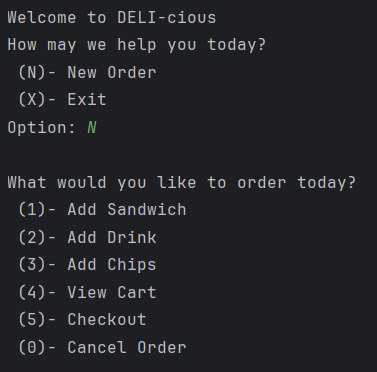 Welcome to DELI-cious
How may we help you today?
(N)- New Order
(X)- Exit
Option: N
What would you like to order today?
(1)- Add Sandwich
(2)- Add Drink
(3)- Add Chips
(4)- View Cart
(5)- Checkout
(0)- Cancel Order